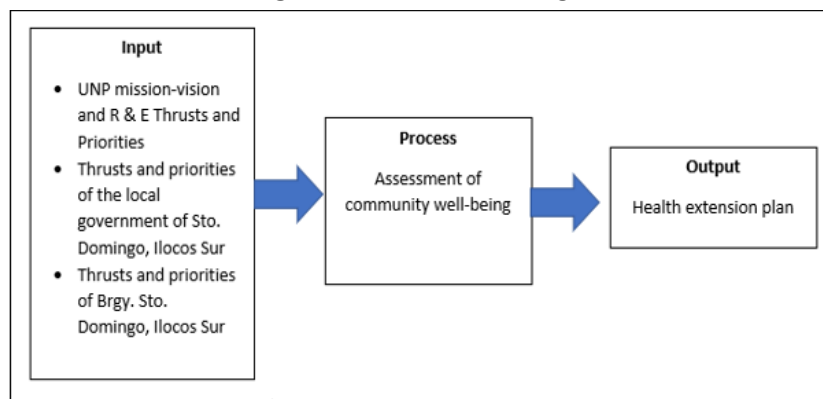 Input
• UNP mission-vision
and R & E Thrusts and
Priorities
• Thrusts and priorities
of the local
government of Sto.
Domingo, Ilocos Sur
• Thrusts and priorities
of Brgy. Sto.
Domingo, Ilocos Sur
Process
Assessment of
community well-being
Output
Health extension plan